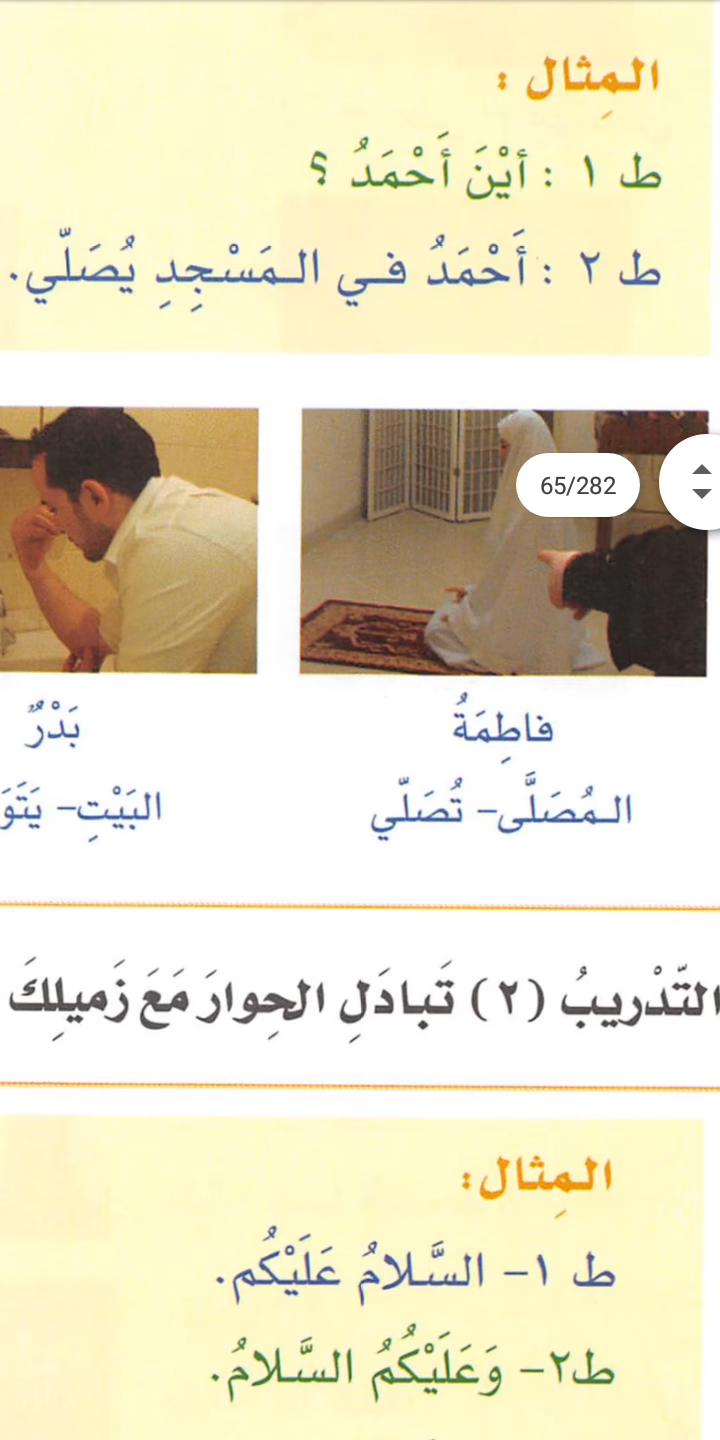 المِثال :
ط ١ : أيْنَ أَحْمَدُ ؟
ط ٢ : أَحْمَدُ في المَسْجِدِ يُصَلّي.
65/282
فاطِمَةُ
بَدْرٌ
المُصَلَّى – تُصَلّي
البَيْتِ –
التّدْريبُ (٢) تَبادَلِ الحِوارَ مَعَ زَميلِكَ
المِثال:
ط ١ – السَّلامُ عَلَيْكُم.
ط٢ – وَعَلَيْكُمُ السَّلامُ.